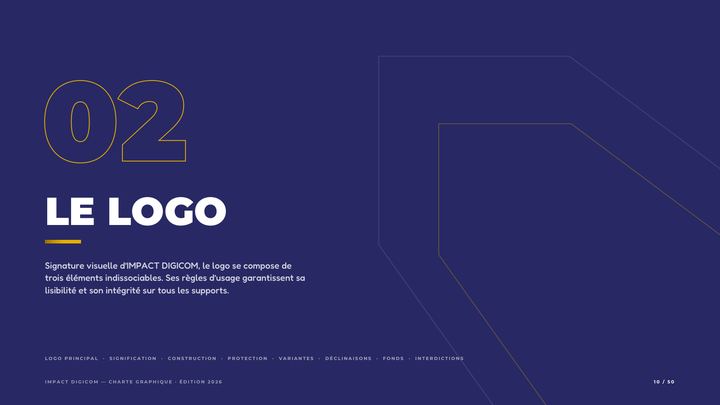 02
LE LOGO
Signature visuelle d'IMPACT DIGICOM, le logo se compose de
trois éléments indissociables. Ses règles d'usage garantissent sa
lisibilité et son intégrité sur tous les supports.
LOGO PRINCIPAL · SIGNIFICATION · CONSTRUCTION · PROTECTION · VARIANTES · DÉCLINAISONS · FONDS · INTERDICTIONS
IMPACT DIGICOM — CHARTE GRAPHIQUE · ÉDITION 2026
10 / 50